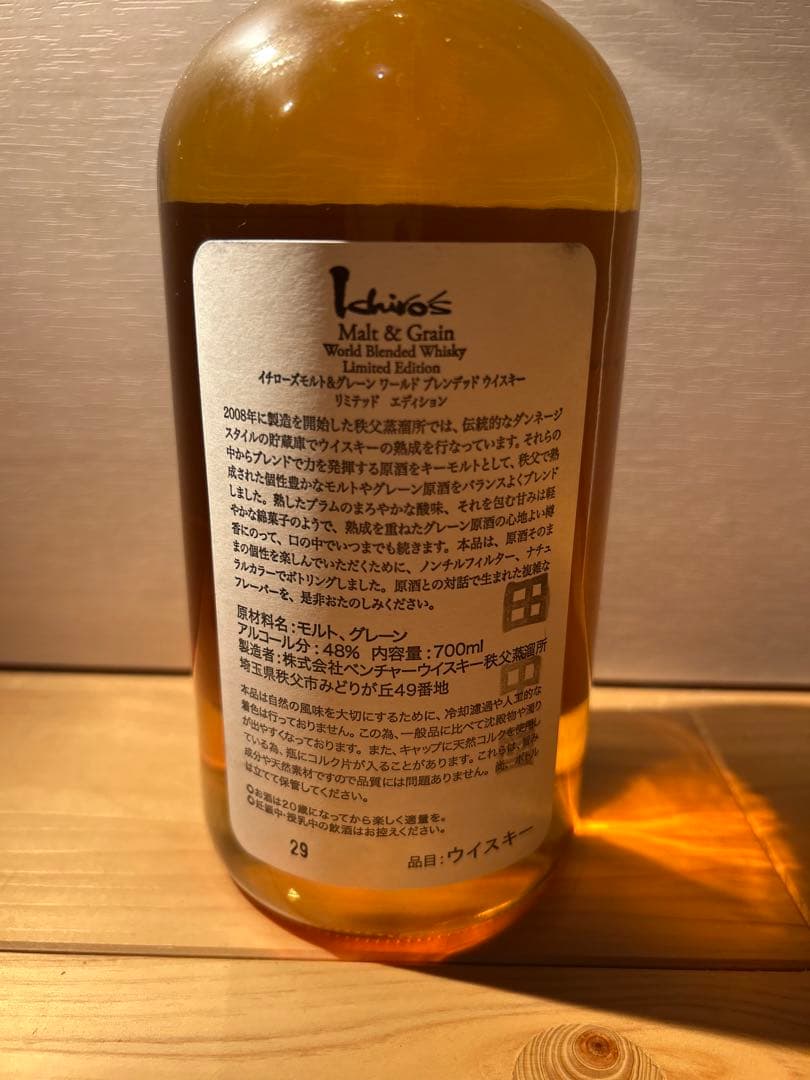 Ichiro's
Malt & Grain
World Blended Whisky
Limited Edition
イチローズモルト&グレーン ワールド ブレンデッド ウイスキー
リミテッド エディション
2008年に製造を開始した秩父蒸溜所では、伝統的なダンネージ
スタイルの貯蔵庫でウイスキーの熟成を行なっています。それらの
中からブレンドで力を発揮する原酒をキーモルトとして、秩父で熟
成された個性豊かなモルトやグレーン原酒をバランスよくブレンド
しました。熟したプラムのまろやかな酸味、それを包む甘みは軽
やかな綿菓子のようで、熟成を重ねたグレーン原酒の心地よい樽
香にのって、口の中でいつまでも続きます。本品は、原酒そのま
まの個性を楽しんでいただくために、ノンチルフィルター、ナチュ
ラルカラーでボトリングしました。原酒との対話で生まれた複雑な
フレーバーを、是非おたのしみください。
原材料名:モルト、グレーン
アルコール分:48% 内容量:700ml
製造者:株式会社ベンチャーウイスキー秩父蒸溜所
埼玉県秩父市みどりが丘49番地
本品は自然の風味を大切にするために、冷却濾過や人工的な
着色は行っておりません。この為、一般品に比べて沈殿物や濁り
が出やすくなっております。また、キャップに天然コルクを使用し
ている為、瓶にコルク片が入ることがあります。これらは、旨み
成分や天然素材ですので品質には問題ありません。尚、ボトル
は立てて保管してください。
お酒は20歳になってから楽しく適量を。
妊娠中・授乳中の飲酒はお控えください。
29
品目:ウイスキー